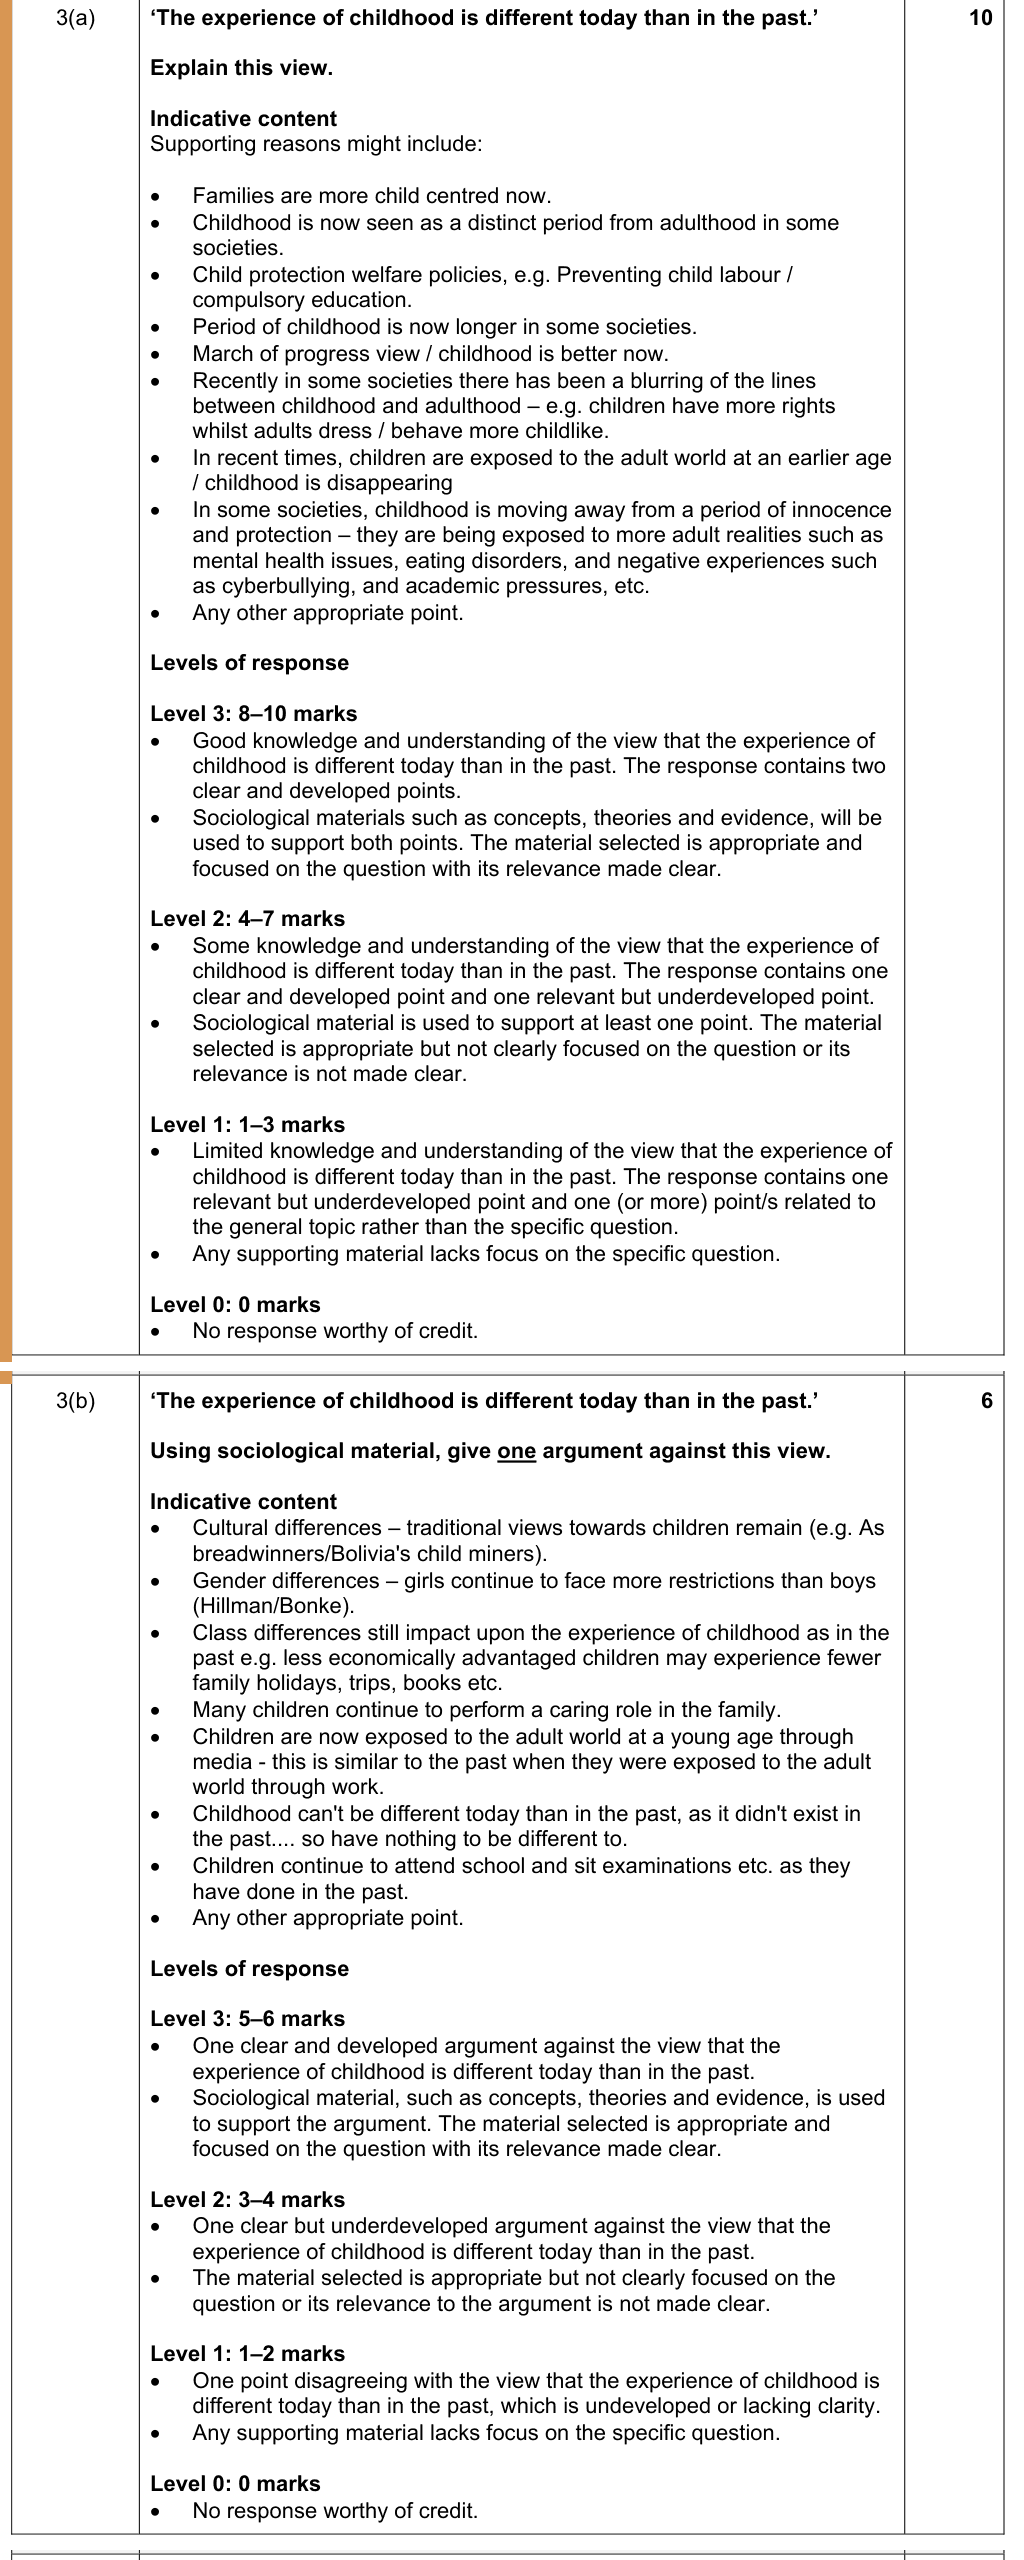 3(a)
‘The experience of childhood is different today than in the past.’
10
Explain this view.
Indicative content
Supporting reasons might include:
• Families are more child centred now.
• Childhood is now seen as a distinct period from adulthood in some
societies.
• Child protection welfare policies, e.g. Preventing child labour /
compulsory education.
• Period of childhood is now longer in some societies.
• March of progress view / childhood is better now.
• Recently in some societies there has been a blurring of the lines
between childhood and adulthood – e.g. children have more rights
whilst adults dress / behave more childlike.
• In recent times, children are exposed to the adult world at an earlier age
/ childhood is disappearing
• In some societies, childhood is moving away from a period of innocence
and protection – they are being exposed to more adult realities such as
mental health issues, eating disorders, and negative experiences such
as cyberbullying, and academic pressures, etc.
• Any other appropriate point.
Levels of response
Level 3: 8–10 marks
• Good knowledge and understanding of the view that the experience of
childhood is different today than in the past. The response contains two
clear and developed points.
• Sociological materials such as concepts, theories and evidence, will be
used to support both points. The material selected is appropriate and
focused on the question with its relevance made clear.
Level 2: 4–7 marks
• Some knowledge and understanding of the view that the experience of
childhood is different today than in the past. The response contains one
clear and developed point and one relevant but underdeveloped point.
• Sociological material is used to support at least one point. The material
selected is appropriate but not clearly focused on the question or its
relevance is not made clear.
Level 1: 1–3 marks
• Limited knowledge and understanding of the view that the experience of
childhood is different today than in the past. The response contains one
relevant but underdeveloped point and one (or more) point/s related to
the general topic rather than the specific question.
• Any supporting material lacks focus on the specific question.
Level 0: 0 marks
• No response worthy of credit.
3(b)
‘The experience of childhood is different today than in the past.’
6
Using sociological material, give one argument against this view.
Indicative content
• Cultural differences – traditional views towards children remain (e.g. As
breadwinners/Bolivia's child miners).
• Gender differences – girls continue to face more restrictions than boys
(Hillman/Bonke).
• Class differences still impact upon the experience of childhood as in the
past e.g. less economically advantaged children may experience fewer
family holidays, trips, books etc.
• Many children continue to perform a caring role in the family.
• Children are now exposed to the adult world at a young age through
media - this is similar to the past when they were exposed to the adult
world through work.
• Childhood can't be different today than in the past, as it didn't exist in
the past.... so have nothing to be different to.
• Children continue to attend school and sit examinations etc. as they
have done in the past.
• Any other appropriate point.
Levels of response
Level 3: 5–6 marks
• One clear and developed argument against the view that the
experience of childhood is different today than in the past.
• Sociological material, such as concepts, theories and evidence, is used
to support the argument. The material selected is appropriate and
focused on the question with its relevance made clear.
Level 2: 3–4 marks
• One clear but underdeveloped argument against the view that the
experience of childhood is different today than in the past.
• The material selected is appropriate but not clearly focused on the
question or its relevance to the argument is not made clear.
Level 1: 1–2 marks
• One point disagreeing with the view that the experience of childhood is
different today than in the past, which is undeveloped or lacking clarity.
• Any supporting material lacks focus on the specific question.
Level 0: 0 marks
• No response worthy of credit.